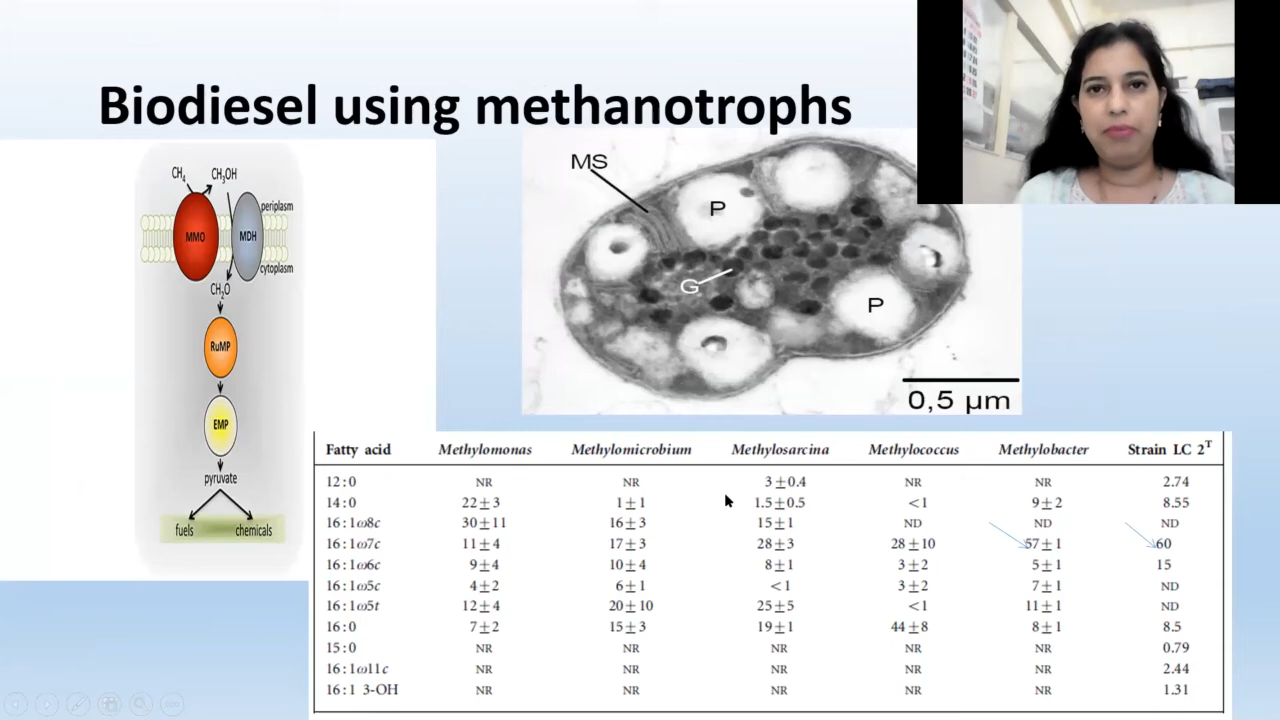 Biodiesel using methanotrophs
CH₄ CH₃OH
periplasm
MMO MDH
cytoplasm
CH₂O
RuMP
EMP
pyruvate
fuels chemicals
MS
P
G
P
0,5 µm
Fatty acid Methylomonas Methylomicrobium Methylosarcina Methylococcus Methylobacter Strain LC 2ᵀ
12:0 NR NR 3±0.4 NR NR 2.74
14:0 22±3 1±1 1.5±0.5 <1 9±2 8.55
16:1ω8c 30±11 16±3 15±1 ND ND ND
16:1ω7c 11±4 17±3 28±3 28±10 57±1 60
16:1ω6c 9±4 10±4 8±1 3±2 5±1 15
16:1ω5c 4±2 6±1 <1 3±2 7±1 ND
16:1ω5t 12±4 20±10 25±5 <1 11±1 ND
16:0 7±2 15±3 19±1 44±8 8±1 8.5
15:0 NR NR NR NR NR 0.79
16:1ω11c NR NR NR NR NR 2.44
16:1 3-OH NR NR NR NR NR 1.31